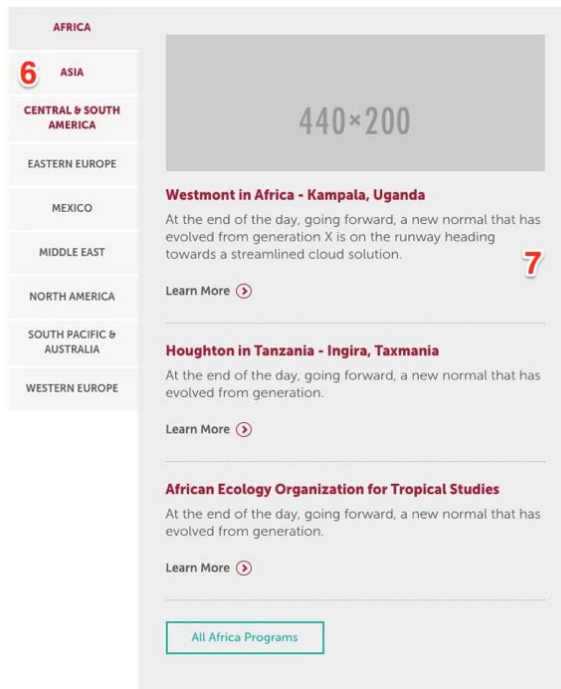 AFRICA
6
ASIA
CENTRAL & SOUTH
AMERICA
EASTERN EUROPE
MEXICO
MIDDLE EAST
NORTH AMERICA
SOUTH PACIFIC &
AUSTRALIA
WESTERN EUROPE
440×200
Westmont in Africa - Kampala, Uganda
At the end of the day, going forward, a new normal that has
evolved from generation X is on the runway heading
towards a streamlined cloud solution.
7
Learn More
Houghton in Tanzania - Ingira, Taxmania
At the end of the day, going forward, a new normal that has
evolved from generation.
Learn More
African Ecology Organization for Tropical Studies
At the end of the day, going forward, a new normal that has
evolved from generation.
Learn More
All Africa Programs